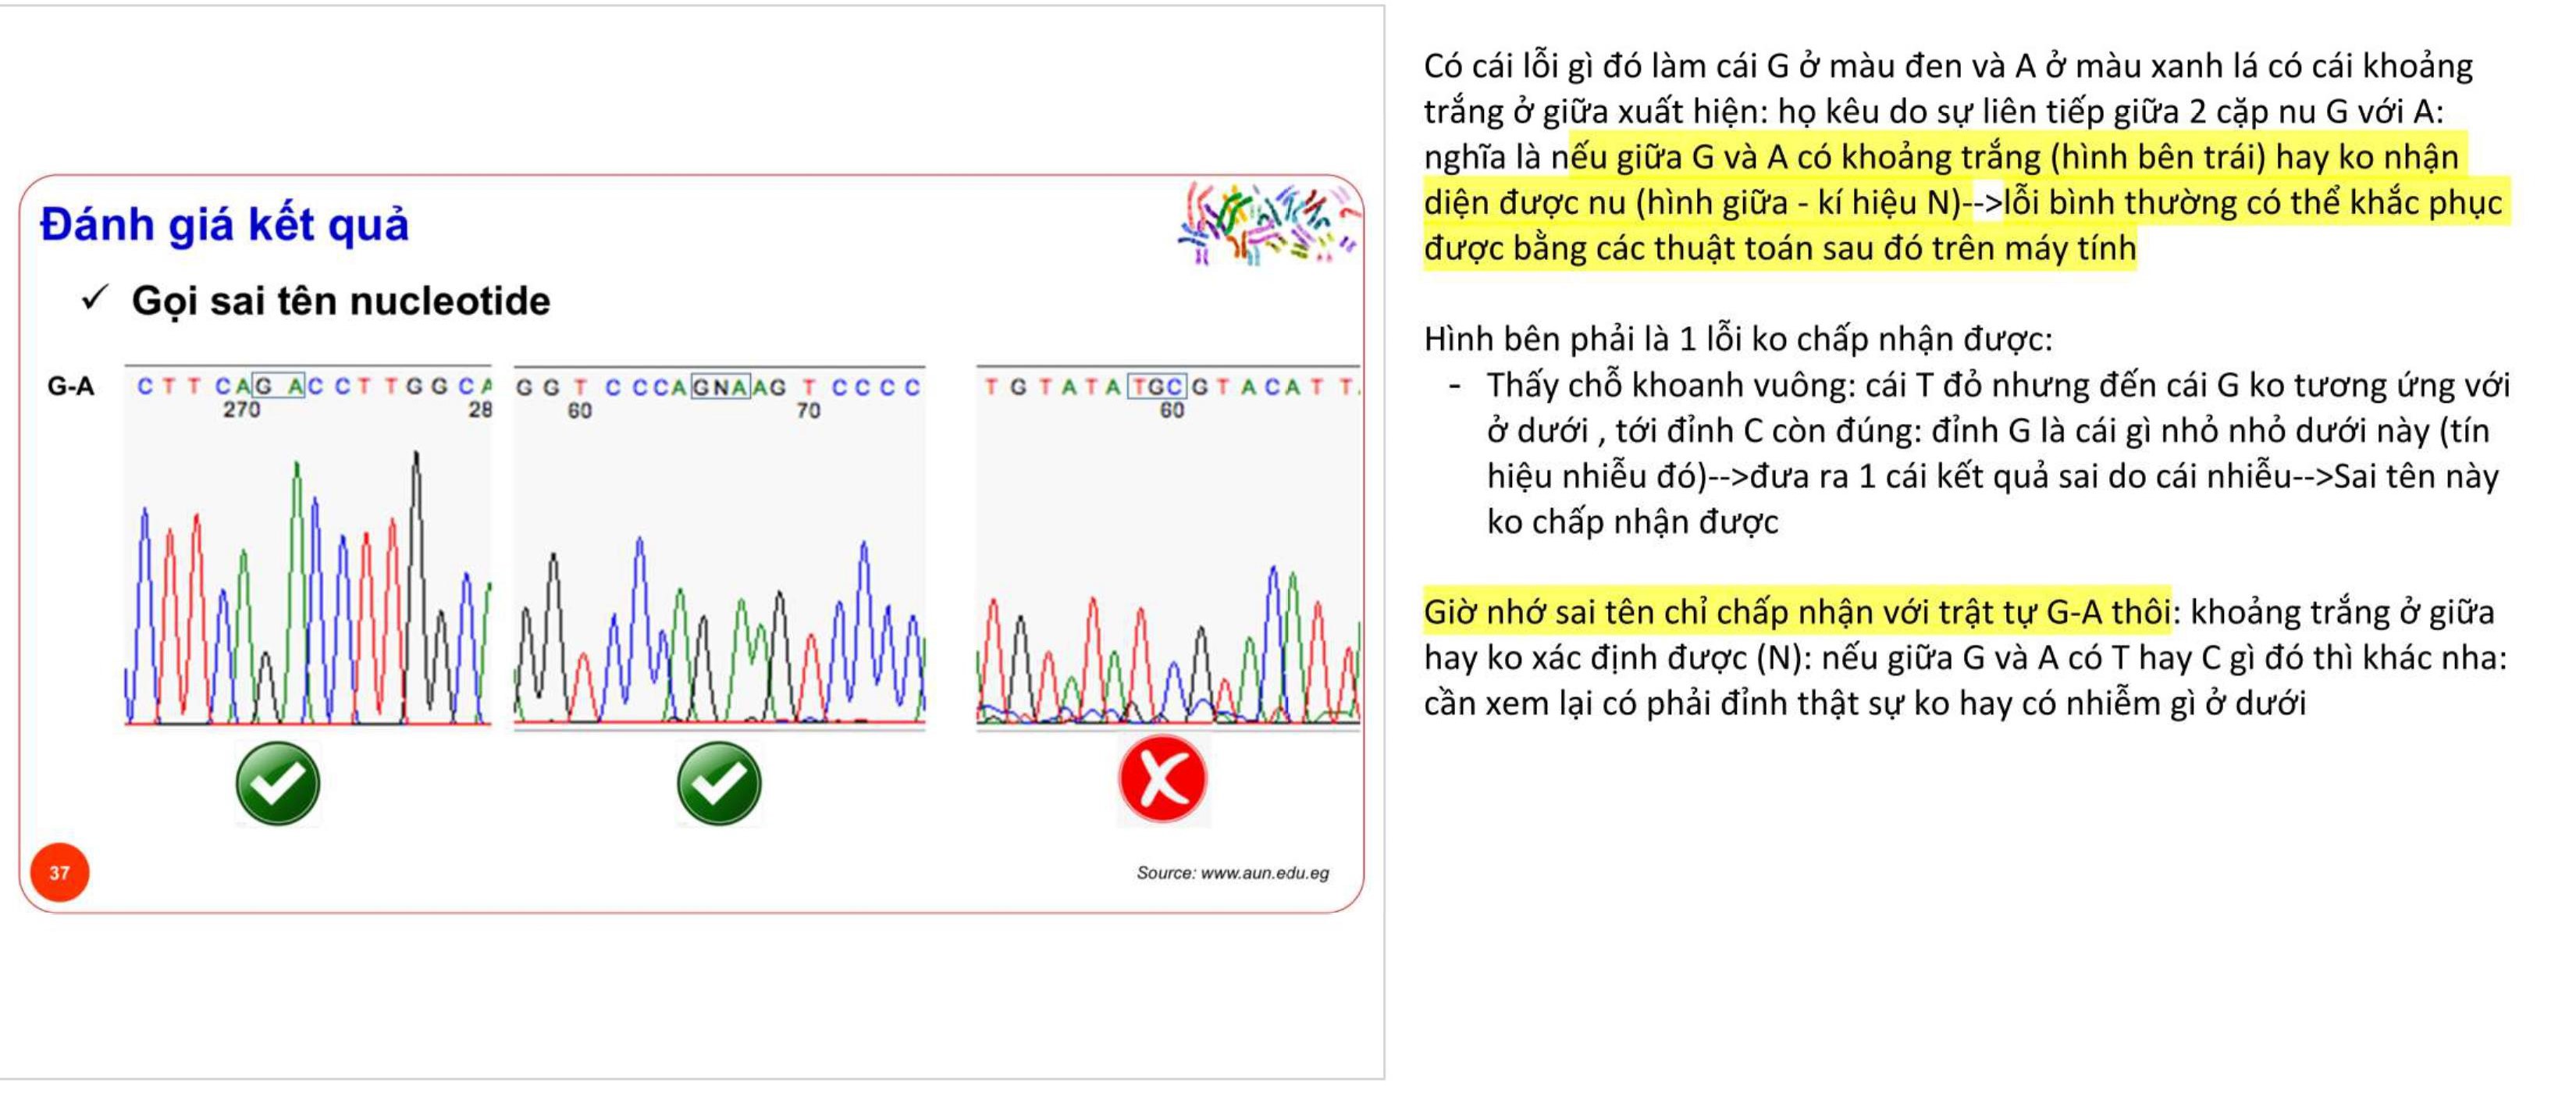 Đánh giá kết quả
✓ Gọi sai tên nucleotide
G-A
C T T C A G A C C T T G G C A
270 28
G G T C C C A G N A A G T C C C C
60 70
T G T A T A T G C G T A C A T T
60
37
Source: www.aun.edu.eg
Có cái lỗi gì đó làm cái G ở màu đen và A ở màu xanh lá có cái khoảng
trắng ở giữa xuất hiện: họ kêu do sự liên tiếp giữa 2 cặp nu G với A:
nghĩa là nếu giữa G và A có khoảng trắng (hình bên trái) hay ko nhận
diện được nu (hình giữa - kí hiệu N)-->lỗi bình thường có thể khắc phục
được bằng các thuật toán sau đó trên máy tính
Hình bên phải là 1 lỗi ko chấp nhận được:
- Thấy chỗ khoanh vuông: cái T đỏ nhưng đến cái G ko tương ứng với
ở dưới , tới đỉnh C còn đúng: đỉnh G là cái gì nhỏ nhỏ dưới này (tín
hiệu nhiễu đó)-->đưa ra 1 cái kết quả sai do cái nhiễu-->Sai tên này
ko chấp nhận được
Giờ nhớ sai tên chỉ chấp nhận với trật tự G-A thôi: khoảng trắng ở giữa
hay ko xác định được (N): nếu giữa G và A có T hay C gì đó thì khác nha:
cần xem lại có phải đỉnh thật sự ko hay có nhiễm gì ở dưới